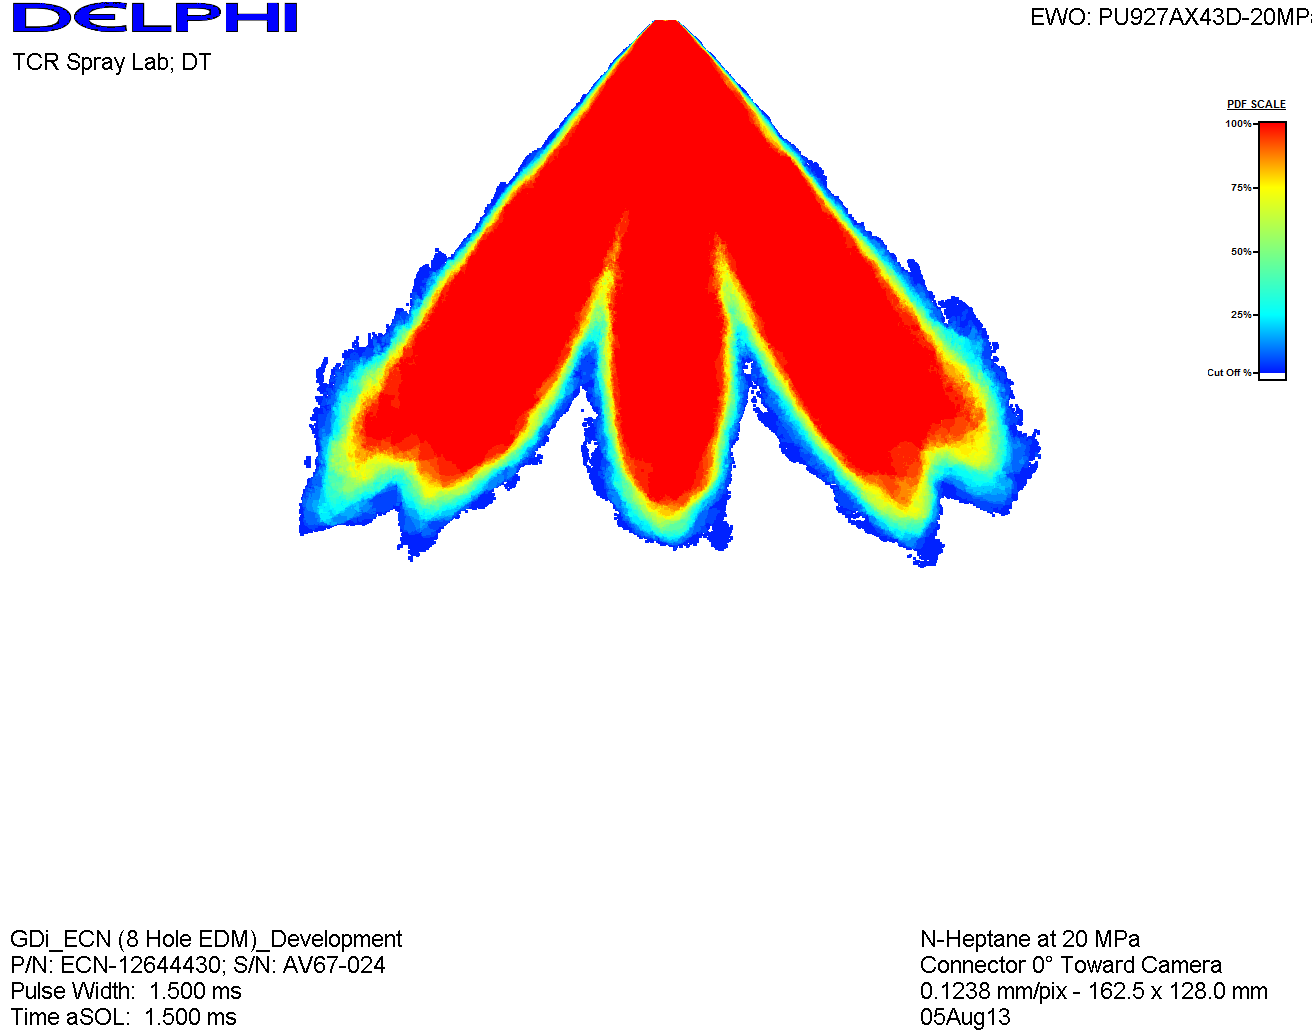 DELPHI
EWO: PU927AX43D-20MPa
TCR Spray Lab; DT
PDF SCALE
100%
75%
50%
25%
Cut Off %
GDi_ECN (8 Hole EDM)_Development
P/N: ECN-12644430; S/N: AV67-024
Pulse Width: 1.500 ms
Time aSOL: 1.500 ms
N-Heptane at 20 MPa
Connector 0° Toward Camera
0.1238 mm/pix - 162.5 x 128.0 mm
05Aug13